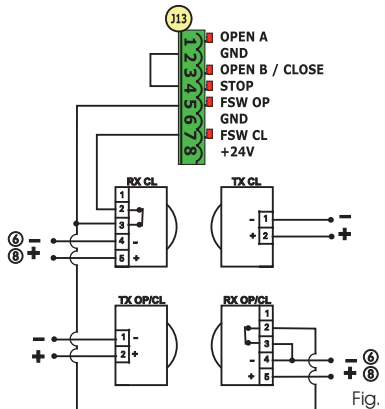 J13
1 OPEN A
2 GND
3 OPEN B / CLOSE
4 STOP
5 FSW OP
6 GND
7 FSW CL
8 +24V
RX CL
1
2
3
⑥ − 4 −
⑧ + 5 +
TX CL
− 1 −
+ 2 +
TX OP/CL
− 1 −
+ 2 +
RX OP/CL
1
2
3
− 4 − ⑥
+ 5 + ⑧
Fig.